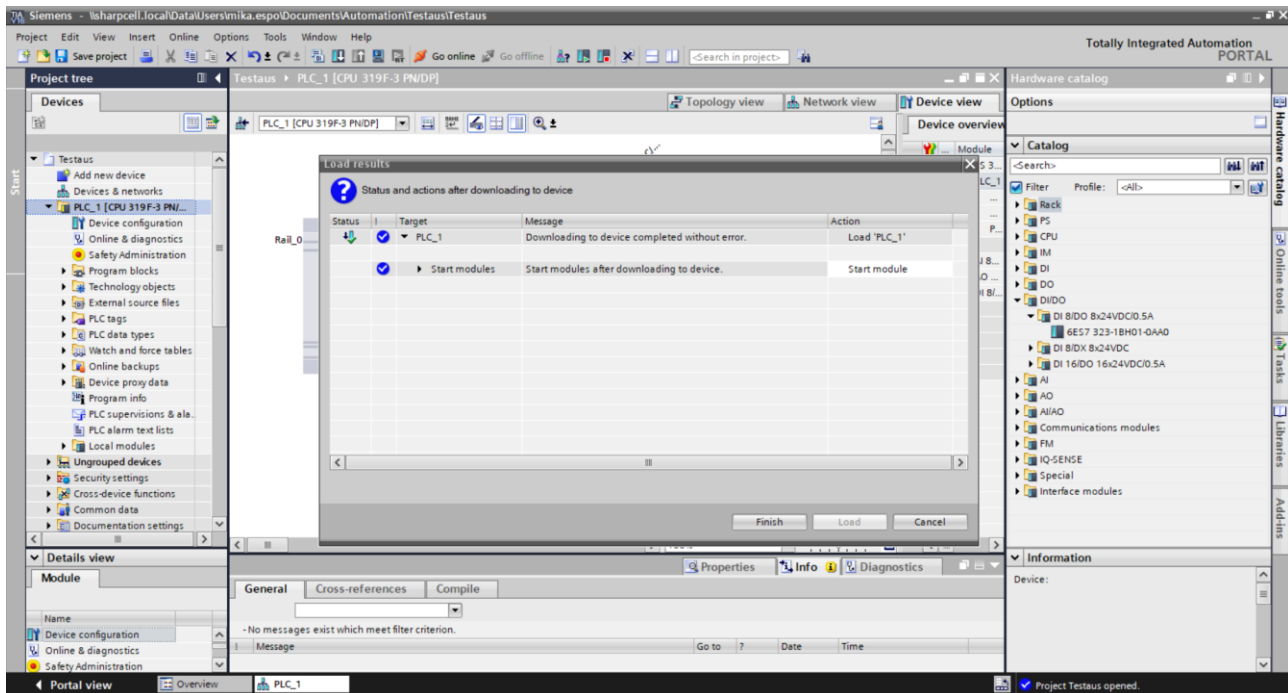 Siemens - \\sharpcell.local\Data\Users\mika.espo\Documents\Automation\Testaus\Testaus
Project Edit View Insert Online Options Tools Window Help
Totally Integrated Automation
PORTAL
Save project
Go online
Go offline
<Search in project>
Project tree
Devices
Testaus
Add new device
Devices & networks
PLC_1 [CPU 319F-3 PN/...
Device configuration
Online & diagnostics
Safety Administration
Program blocks
Technology objects
External source files
PLC tags
PLC data types
Watch and force tables
Online backups
Device proxy data
Program info
PLC supervisions & ala.
PLC alarm text lists
Local modules
Ungrouped devices
Security settings
Cross-device functions
Common data
Documentation settings
Details view
Module
Name
Device configuration
Online & diagnostics
Safety Administration
Start
Testaus PLC_1 [CPU 319F-3 PN/DP]
Topology view
Network view
Device view
PLC_1 [CPU 319F-3 PN/DP]
Device overview
Module
Rail_0
Load results
Status and actions after downloading to device
Status ! Target Message Action
PLC_1 Downloading to device completed without error. Load 'PLC_1'
Start modules Start modules after downloading to device. Start module
Finish
Load
Cancel
Properties
Info
Diagnostics
General
Cross-references
Compile
-No messages exist which meet filter criterion.
! Message Go to ? Date Time
Hardware catalog
Options
Catalog
<Search>
Filter Profile: <All>
Rack
PS
CPU
IM
DI
DO
DI/DO
DI 8/DO 8x24VDC/0.5A
6ES7 323-1BH01-0AA0
DI 8/DX 8x24VDC
DI 16/DO 16x24VDC/0.5A
AI
AO
AI/AO
Communications modules
FM
IQ-SENSE
Special
Interface modules
Information
Device:
Hardware catalog
Online tools
Tasks
Libraries
Add-ins
Portal view
Overview
PLC_1
Project Testaus opened.